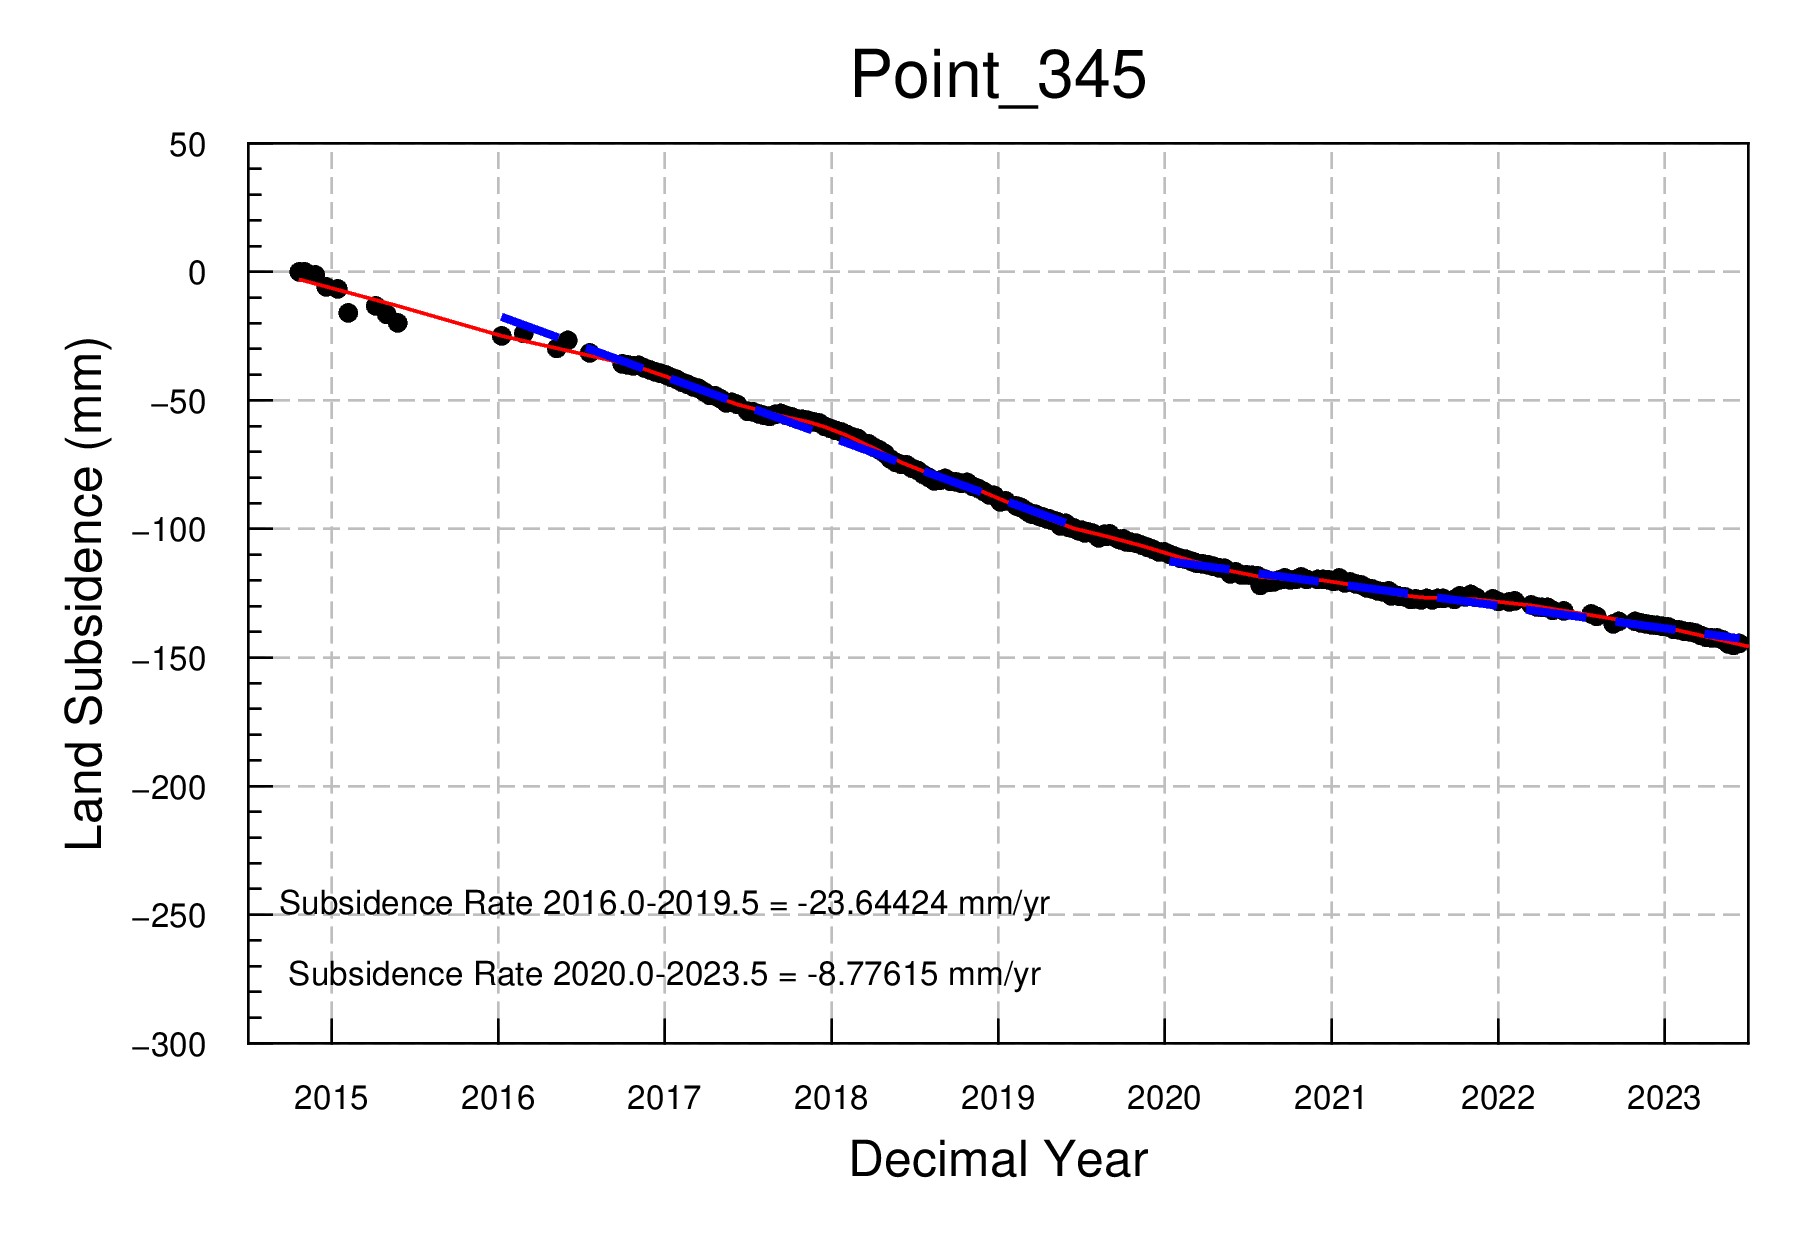 Point_345
50
0
−50
−100
−150
−200
−250
−300
Land Subsidence (mm)
Subsidence Rate 2016.0-2019.5 = -23.64424 mm/yr
Subsidence Rate 2020.0-2023.5 = -8.77615 mm/yr
2015 2016 2017 2018 2019 2020 2021 2022 2023
Decimal Year